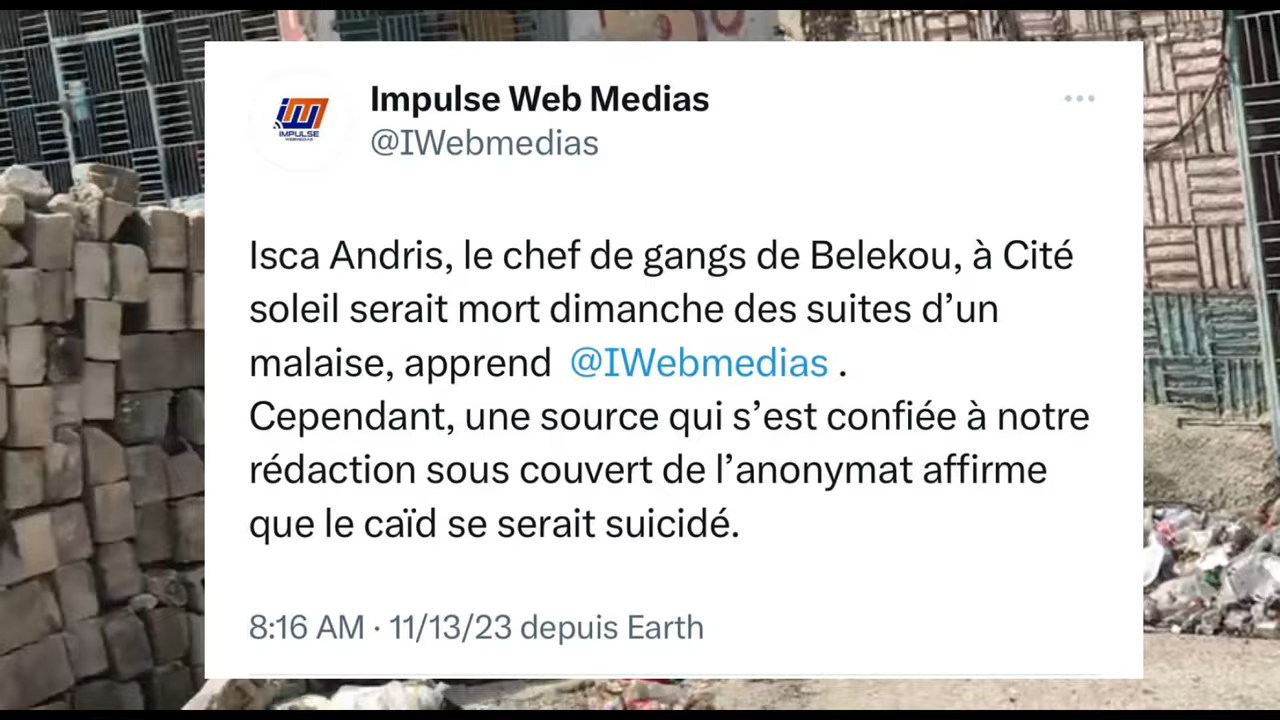 Impulse Web Medias
@IWebmedias
IMPULSE
WEBMEDIAS
Isca Andris, le chef de gangs de Belekou, à Cité
soleil serait mort dimanche des suites d’un
malaise, apprend @IWebmedias .
Cependant, une source qui s’est confiée à notre
rédaction sous couvert de l’anonymat affirme
que le caïd se serait suicidé.
8:16 AM · 11/13/23 depuis Earth